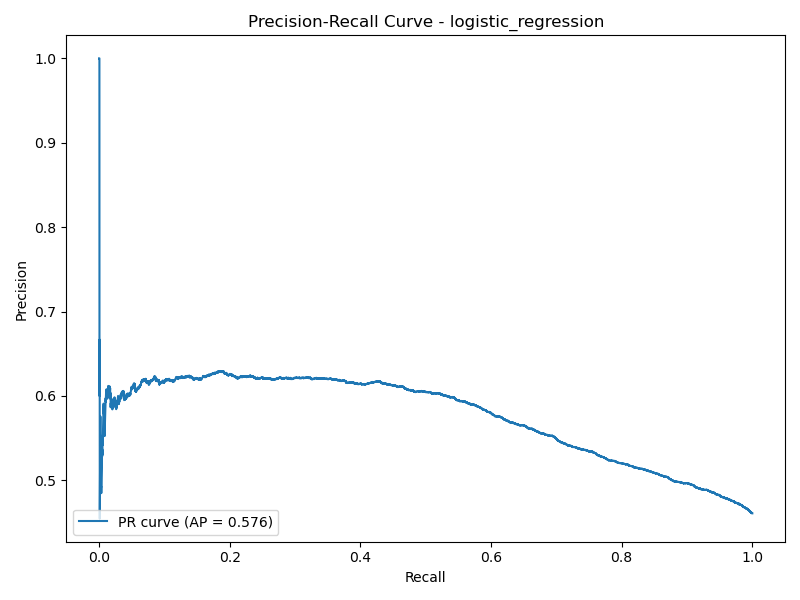 Precision-Recall Curve - logistic_regression
Precision
1.0
0.9
0.8
0.7
0.6
0.5
PR curve (AP = 0.576)
0.0 0.2 0.4 0.6 0.8 1.0
Recall